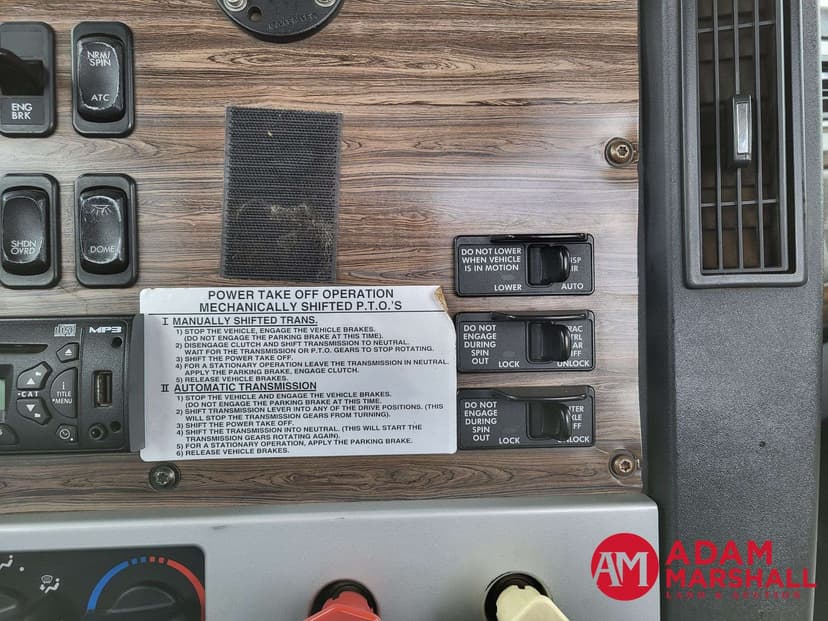 NRM/
SPIN
ATC
ENG
BRK
SHDN
OVRD
DOME
DO NOT LOWER
WHEN VEHICLE
IS IN MOTION
LOWER AUTO
POWER TAKE OFF OPERATION
MECHANICALLY SHIFTED P.T.O.'S
I MANUALLY SHIFTED TRANS.
1) STOP THE VEHICLE, ENGAGE THE VEHICLE BRAKES.
(DO NOT ENGAGE THE PARKING BRAKE AT THIS TIME).
2) DISENGAGE CLUTCH AND SHIFT TRANSMISSION TO NEUTRAL.
WAIT FOR THE TRANSMISSION OR P.T.O. GEARS TO STOP ROTATING.
3) SHIFT THE POWER TAKE OFF.
4) FOR A STATIONARY OPERATION LEAVE THE TRANSMISSION IN NEUTRAL.
APPLY THE PARKING BRAKE, ENGAGE CLUTCH.
5) RELEASE VEHICLE BRAKES.
II AUTOMATIC TRANSMISSION
1) STOP THE VEHICLE AND ENGAGE THE VEHICLE BRAKES.
(DO NOT ENGAGE THE PARKING BRAKE AT THIS TIME.
2) SHIFT TRANSMISSION LEVER INTO ANY OF THE DRIVE POSITIONS. (THIS
WILL STOP THE TRANSMISSION GEARS FROM TURNING).
3) SHIFT THE POWER TAKE OFF.
4) SHIFT THE TRANSMISSION INTO NEUTRAL. (THIS WILL START THE
TRANSMISSION GEARS ROTATING AGAIN).
5) FOR A STATIONARY OPERATION, APPLY THE PARKING BRAKE.
6) RELEASE VEHICLE BRAKES.
MP3
CAT
TITLE
MENU
DO NOT
ENGAGE
DURING
SPIN
OUT LOCK UNLOCK
DO NOT
ENGAGE
DURING
SPIN
OUT LOCK
AM ADAM
MARSHALL
LAND & AUCTION